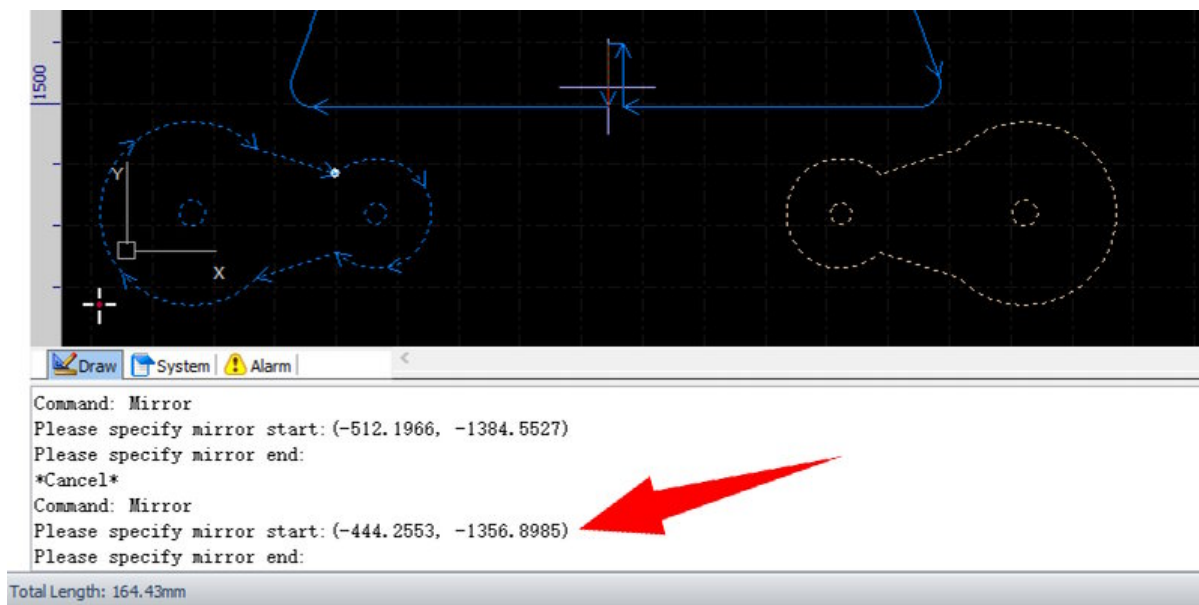 1500
Y
X
Draw System Alarm
Command: Mirror
Please specify mirror start:(-512.1966, -1384.5527)
Please specify mirror end:
*Cancel*
Command: Mirror
Please specify mirror start:(-444.2553, -1356.8985)
Please specify mirror end:
Total Length: 164.43mm